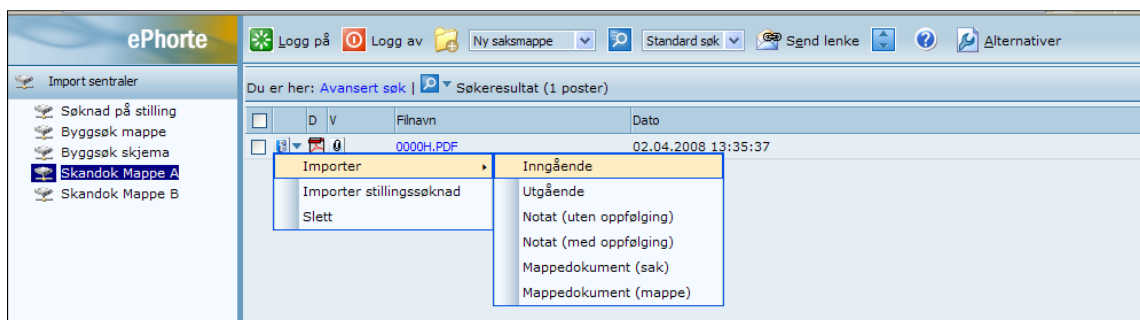 ePhorte
Logg på Logg av Ny saksmappe Standard søk Send lenke Alternativer
Import sentraler
Du er her: Avansert søk | Søkeresultat (1 poster)
Søknad på stilling
Byggsøk mappe
Byggsøk skjema
Skandok Mappe A
Skandok Mappe B
D V Filnavn Dato
0000H.PDF 02.04.2008 13:35:37
Importer
Importer stillingssøknad
Slett
Inngående
Utgående
Notat (uten oppfølging)
Notat (med oppfølging)
Mappedokument (sak)
Mappedokument (mappe)